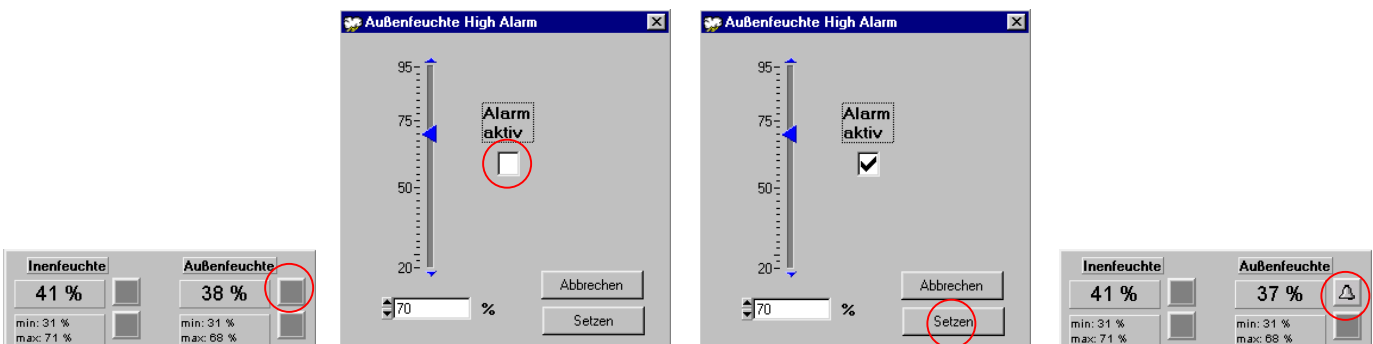 Inenfeuchte Außenfeuchte
41 % 38 %
min: 31 % min: 31 %
max: 71 % max: 68 %
Außenfeuchte High Alarm
95
75
50
20
Alarm
aktiv
70 %
Abbrechen
Setzen
Außenfeuchte High Alarm
95
75
50
20
Alarm
aktiv
70 %
Abbrechen
Setzen
Inenfeuchte Außenfeuchte
41 % 37 %
min: 31 % min: 31 %
max: 71 % max: 68 %